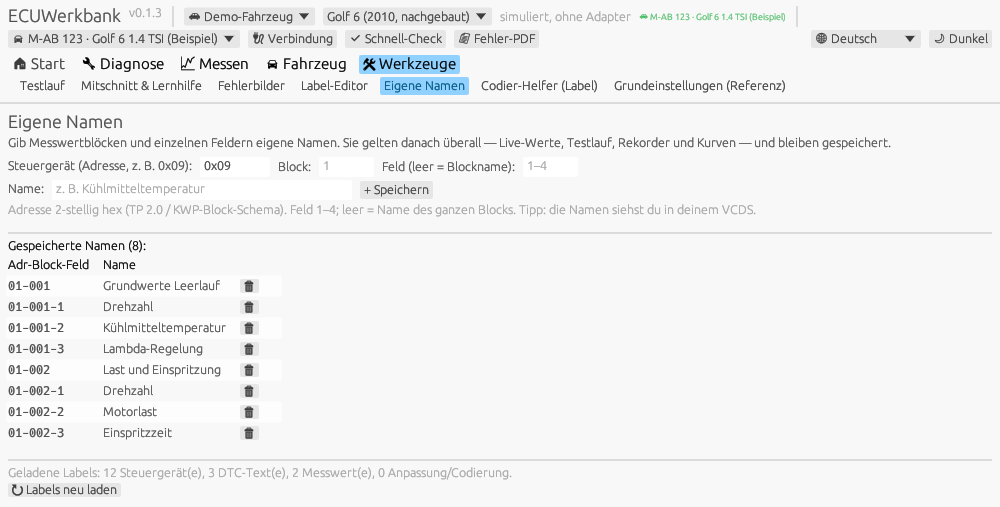 ECUWerkbank v0.1.3 Demo-Fahrzeug Golf 6 (2010, nachgebaut) simuliert, ohne Adapter M-AB 123 · Golf 6 1.4 TSI (Beispiel)
M-AB 123 · Golf 6 1.4 TSI (Beispiel) Verbindung Schnell-Check Fehler-PDF Deutsch Dunkel
Start Diagnose Messen Fahrzeug Werkzeuge
Testlauf Mitschnitt & Lernhilfe Fehlerbilder Label-Editor Eigene Namen Codier-Helfer (Label) Grundeinstellungen (Referenz)
Eigene Namen
Gib Messwertblöcken und einzelnen Feldern eigene Namen. Sie gelten danach überall — Live-Werte, Testlauf, Rekorder und Kurven — und bleiben gespeichert.
Steuergerät (Adresse, z. B. 0x09): 0x09 Block: 1 Feld (leer = Blockname): 1–4
Name: z. B. Kühlmitteltemperatur + Speichern
Adresse 2-stellig hex (TP 2.0 / KWP-Block-Schema). Feld 1–4; leer = Name des ganzen Blocks. Tipp: die Namen siehst du in deinem VCDS.
Gespeicherte Namen (8):
Adr-Block-Feld Name
01-001 Grundwerte Leerlauf
01-001-1 Drehzahl
01-001-2 Kühlmitteltemperatur
01-001-3 Lambda-Regelung
01-002 Last und Einspritzung
01-002-1 Drehzahl
01-002-2 Motorlast
01-002-3 Einspritzzeit
Geladene Labels: 12 Steuergerät(e), 3 DTC-Text(e), 2 Messwert(e), 0 Anpassung/Codierung.
Labels neu laden